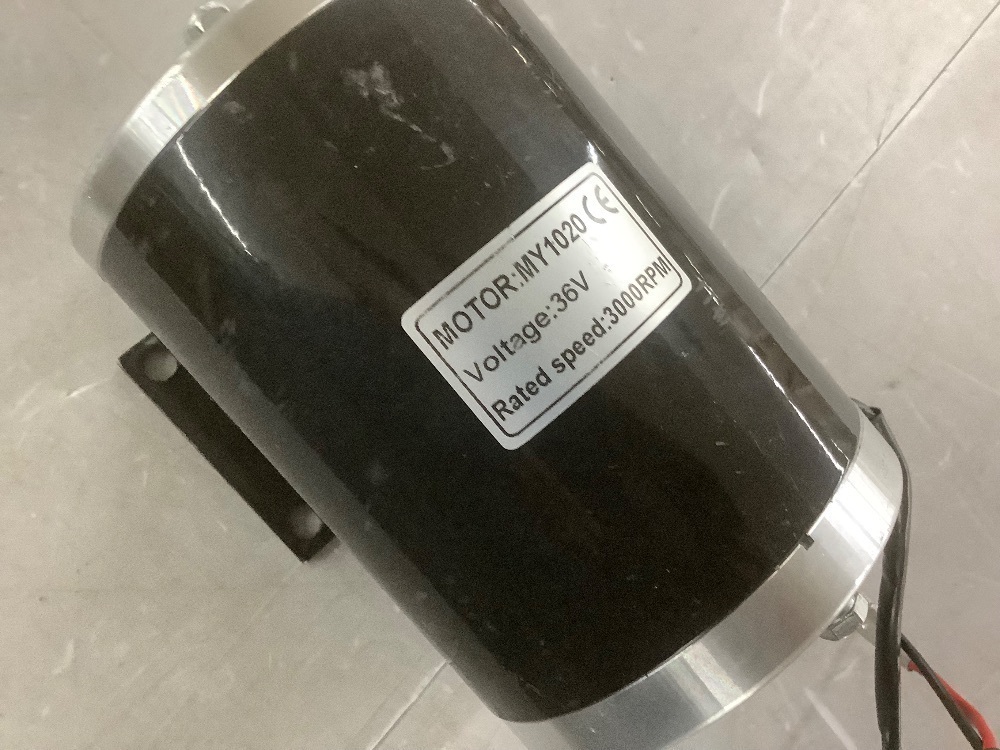 MOTOR:MY1020 CE
Voltage:36V
Rated speed:3000RPM